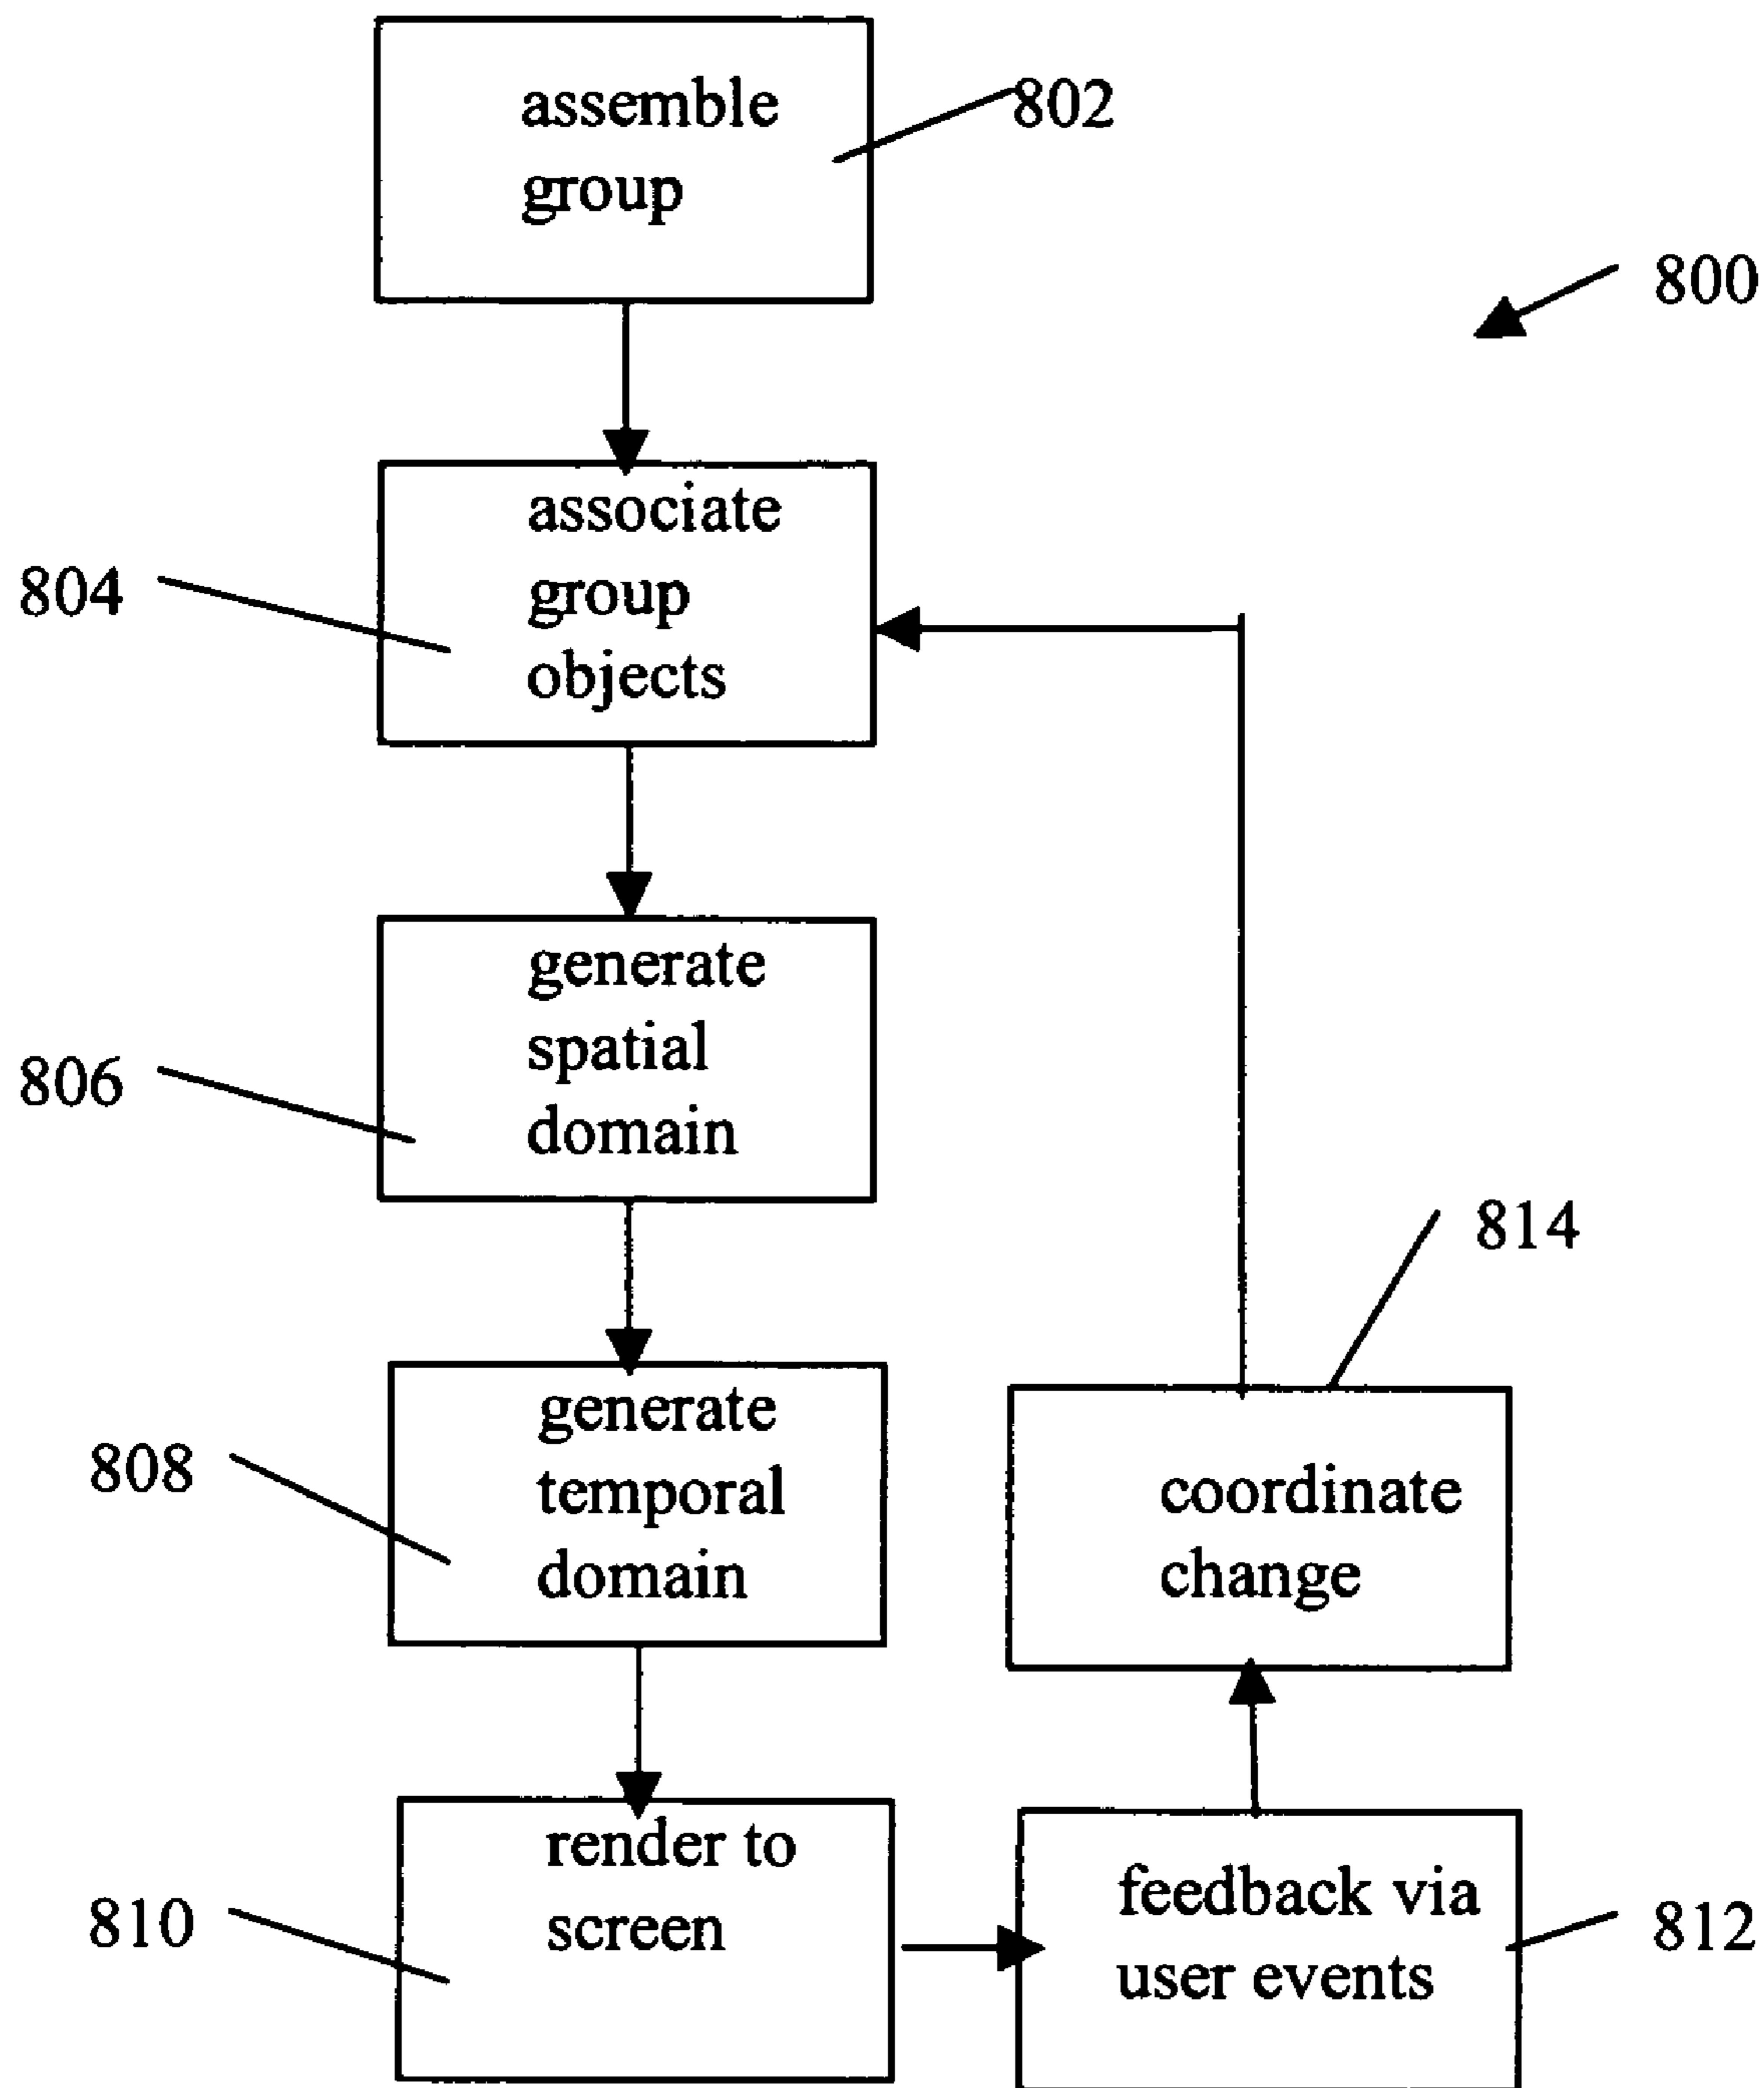 assemble
group
802
800
associate
group
objects
804
generate
spatial
domain
806
814
generate
temporal
domain
808
coordinate
change
render to
screen
810
feedback via
user events
812